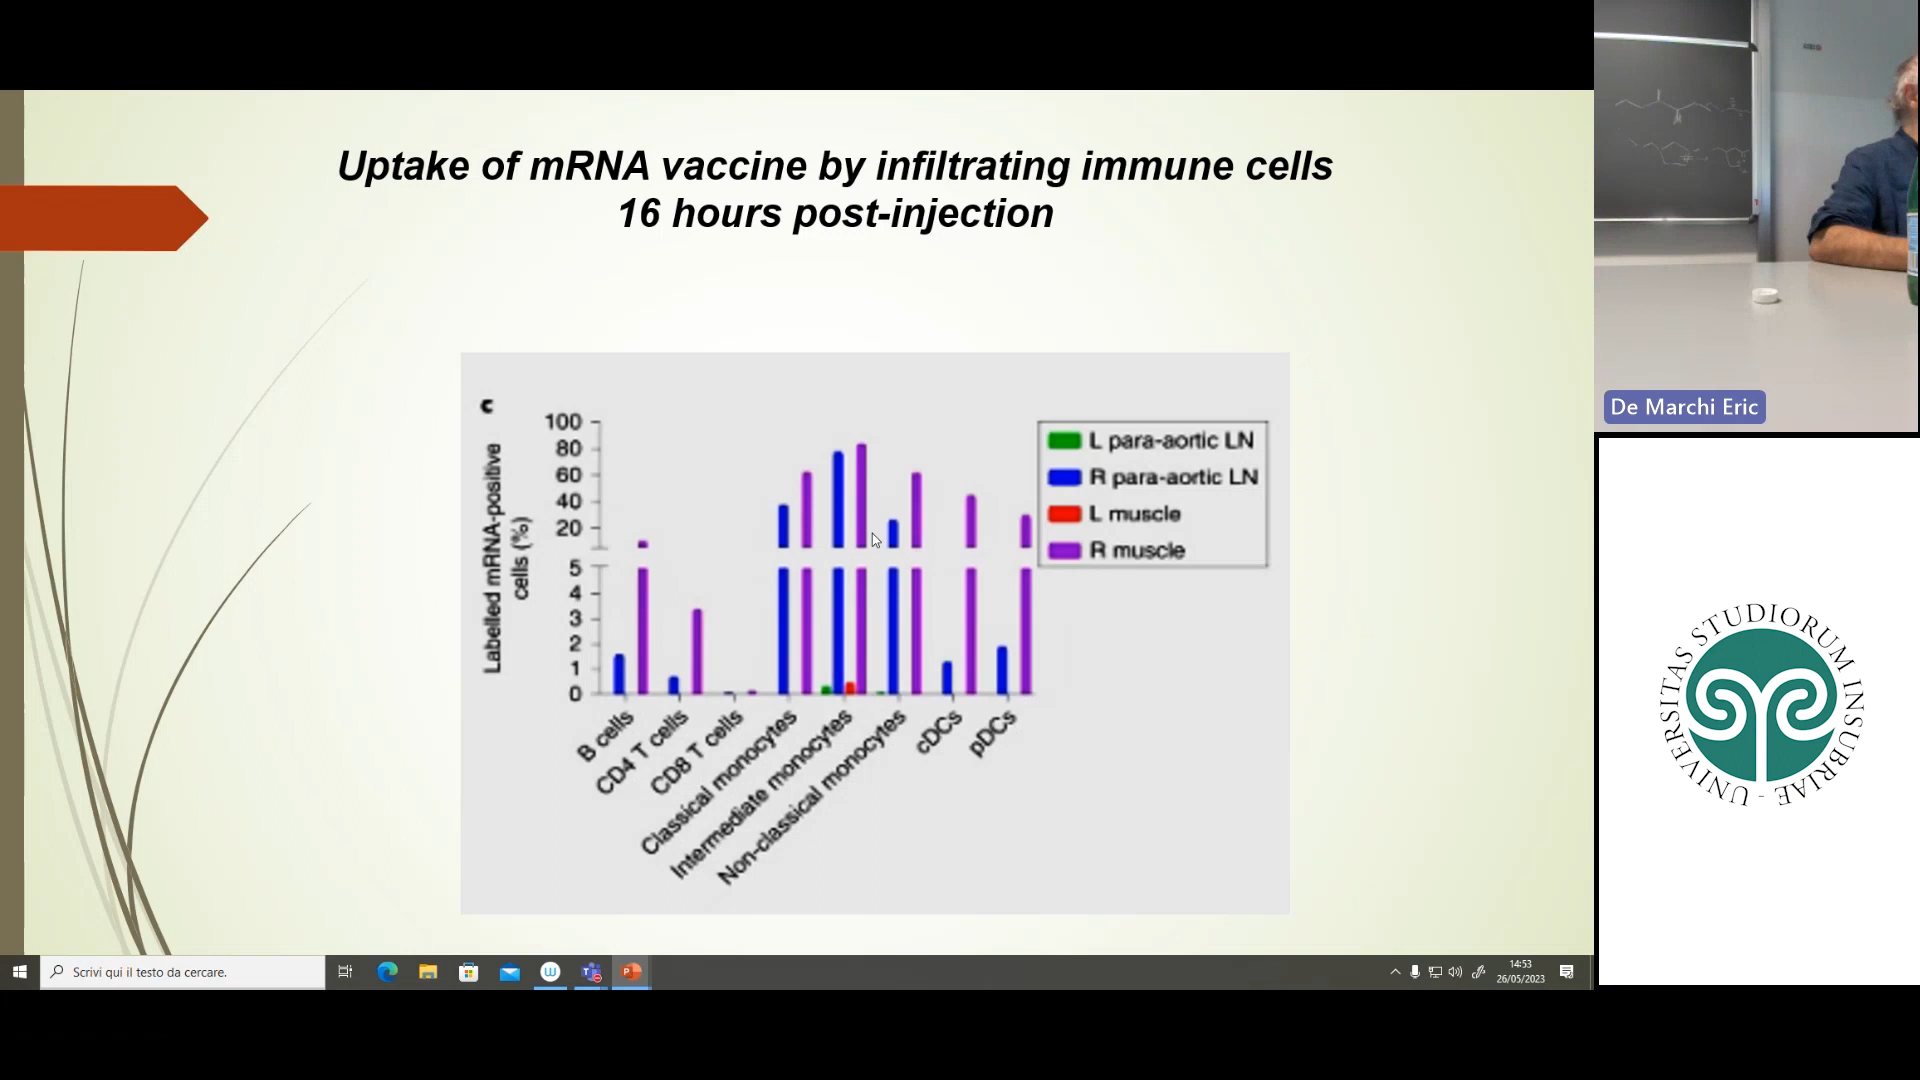 Uptake of mRNA vaccine by infiltrating immune cells
16 hours post-injection
c
Labelled mRNA-positive
cells (%)
100
80
60
40
20
5
4
3
2
1
0
B cells
CD4 T cells
CD8 T cells
Classical monocytes
Intermediate monocytes
Non-classical monocytes
cDCs
pDCs
L para-aortic LN
R para-aortic LN
L muscle
R muscle
De Marchi Eric
UNIVERSITAS STUDIORUM INSUBRIAE -
Scrivi qui il testo da cercare.
14:53
26/05/2023